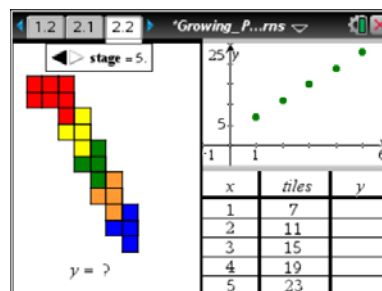 1.2 2.1 2.2 *Growing_P...rns
stage = 5.
y = ?
25 y
5
-1 1 6
x tiles y
1 7
2 11
3 15
4 19
5 23